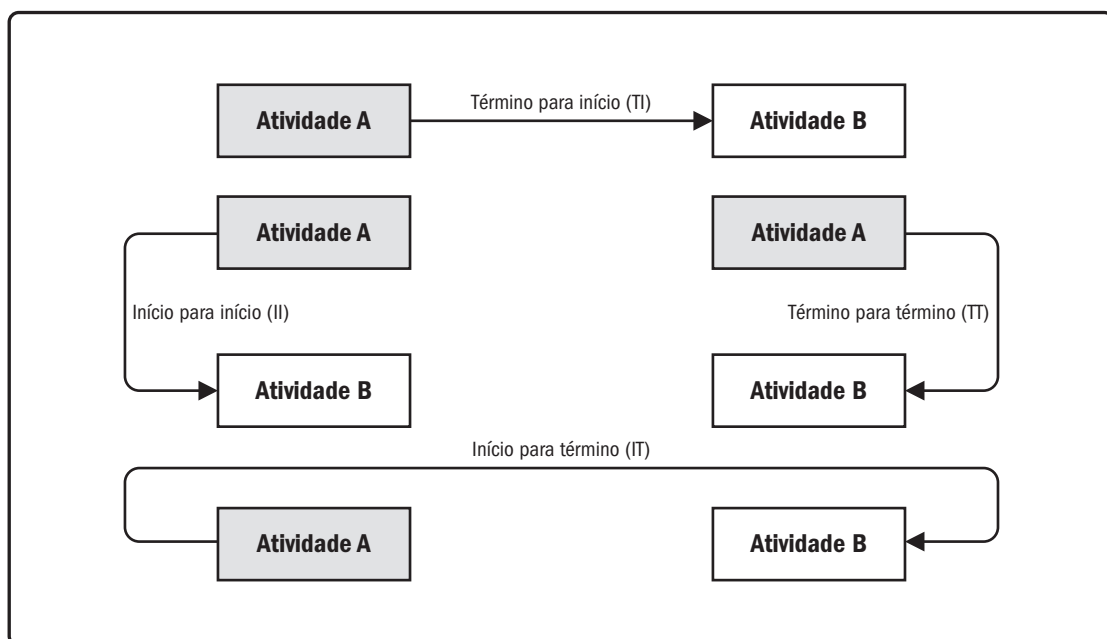 Término para início (TI)
Atividade A
Atividade B
Atividade A
Atividade A
Início para início (II)
Término para término (TT)
Atividade B
Atividade B
Início para término (IT)
Atividade A
Atividade B